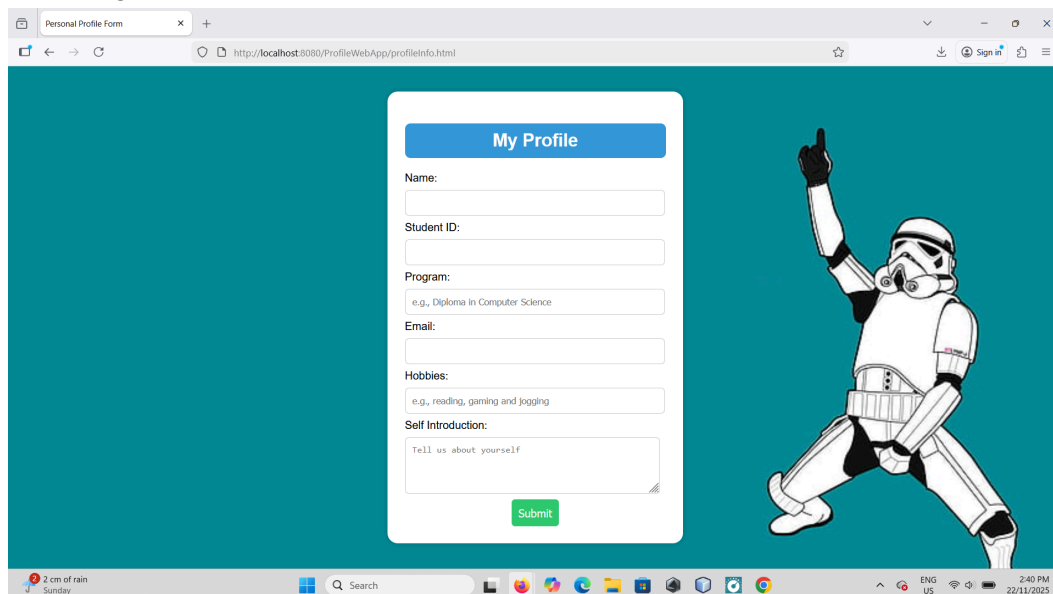 Personal Profile Form
http://localhost:8080/ProfileWebApp/profileInfo.html
Sign in
My Profile
Name:
Student ID:
Program:
e.g., Diploma in Computer Science
Email:
Hobbies:
e.g., reading, gaming and jogging
Self Introduction:
Tell us about yourself
Submit
2
2 cm of rain
Sunday
Search
ENG
US
2:40 PM
22/11/2025